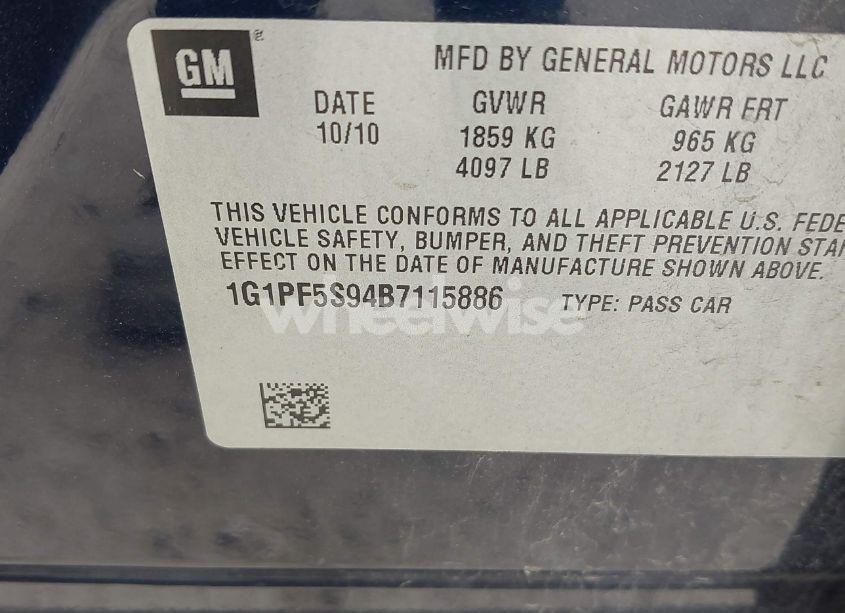 GM ®
MFD BY GENERAL MOTORS LLC
DATE GVWR GAWR FRT
10/10 1859 KG 965 KG
4097 LB 2127 LB
THIS VEHICLE CONFORMS TO ALL APPLICABLE U.S. FEDE
VEHICLE SAFETY, BUMPER, AND THEFT PREVENTION STAN
EFFECT ON THE DATE OF MANUFACTURE SHOWN ABOVE.
1G1PF5S94B7115886 TYPE: PASS CAR
wheelwise